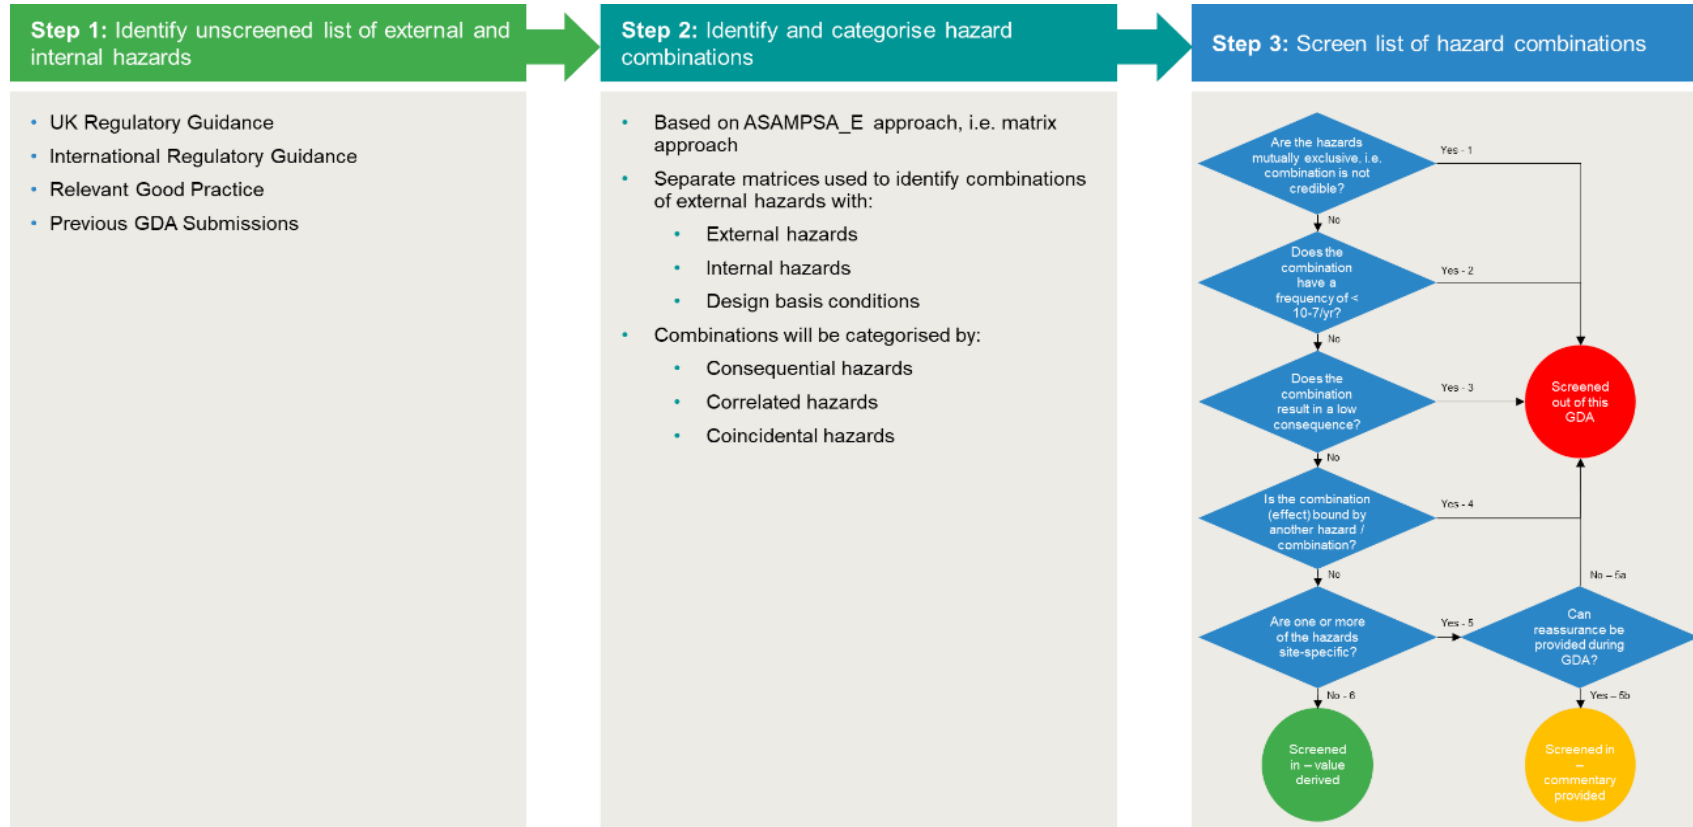 Step 1: Identify unscreened list of external and
internal hazards
Step 2: Identify and categorise hazard
combinations
Step 3: Screen list of hazard combinations
• UK Regulatory Guidance
• International Regulatory Guidance
• Relevant Good Practice
• Previous GDA Submissions
• Based on ASAMPSA_E approach, i.e. matrix
approach
• Separate matrices used to identify combinations
of external hazards with:
• External hazards
• Internal hazards
• Design basis conditions
• Combinations will be categorised by:
• Consequential hazards
• Correlated hazards
• Coincidental hazards
Are the hazards
mutually exclusive, i.e.
combination is not
credible?
Yes - 1
No
Does the
combination
have a
frequency of <
10-7/yr?
Yes - 2
No
Does the
combination
result in a low
consequence?
Yes - 3
Screened
out of this
GDA
No
Is the combination
(effect) bound by
another hazard /
combination?
Yes - 4
No
No – 5a
Are one or more
of the hazards
site-specific?
Yes - 5
Can
reassurance be
provided during
GDA?
No - 6
Yes – 5b
Screened
in – value
derived
Screened in
–
commentary
provided